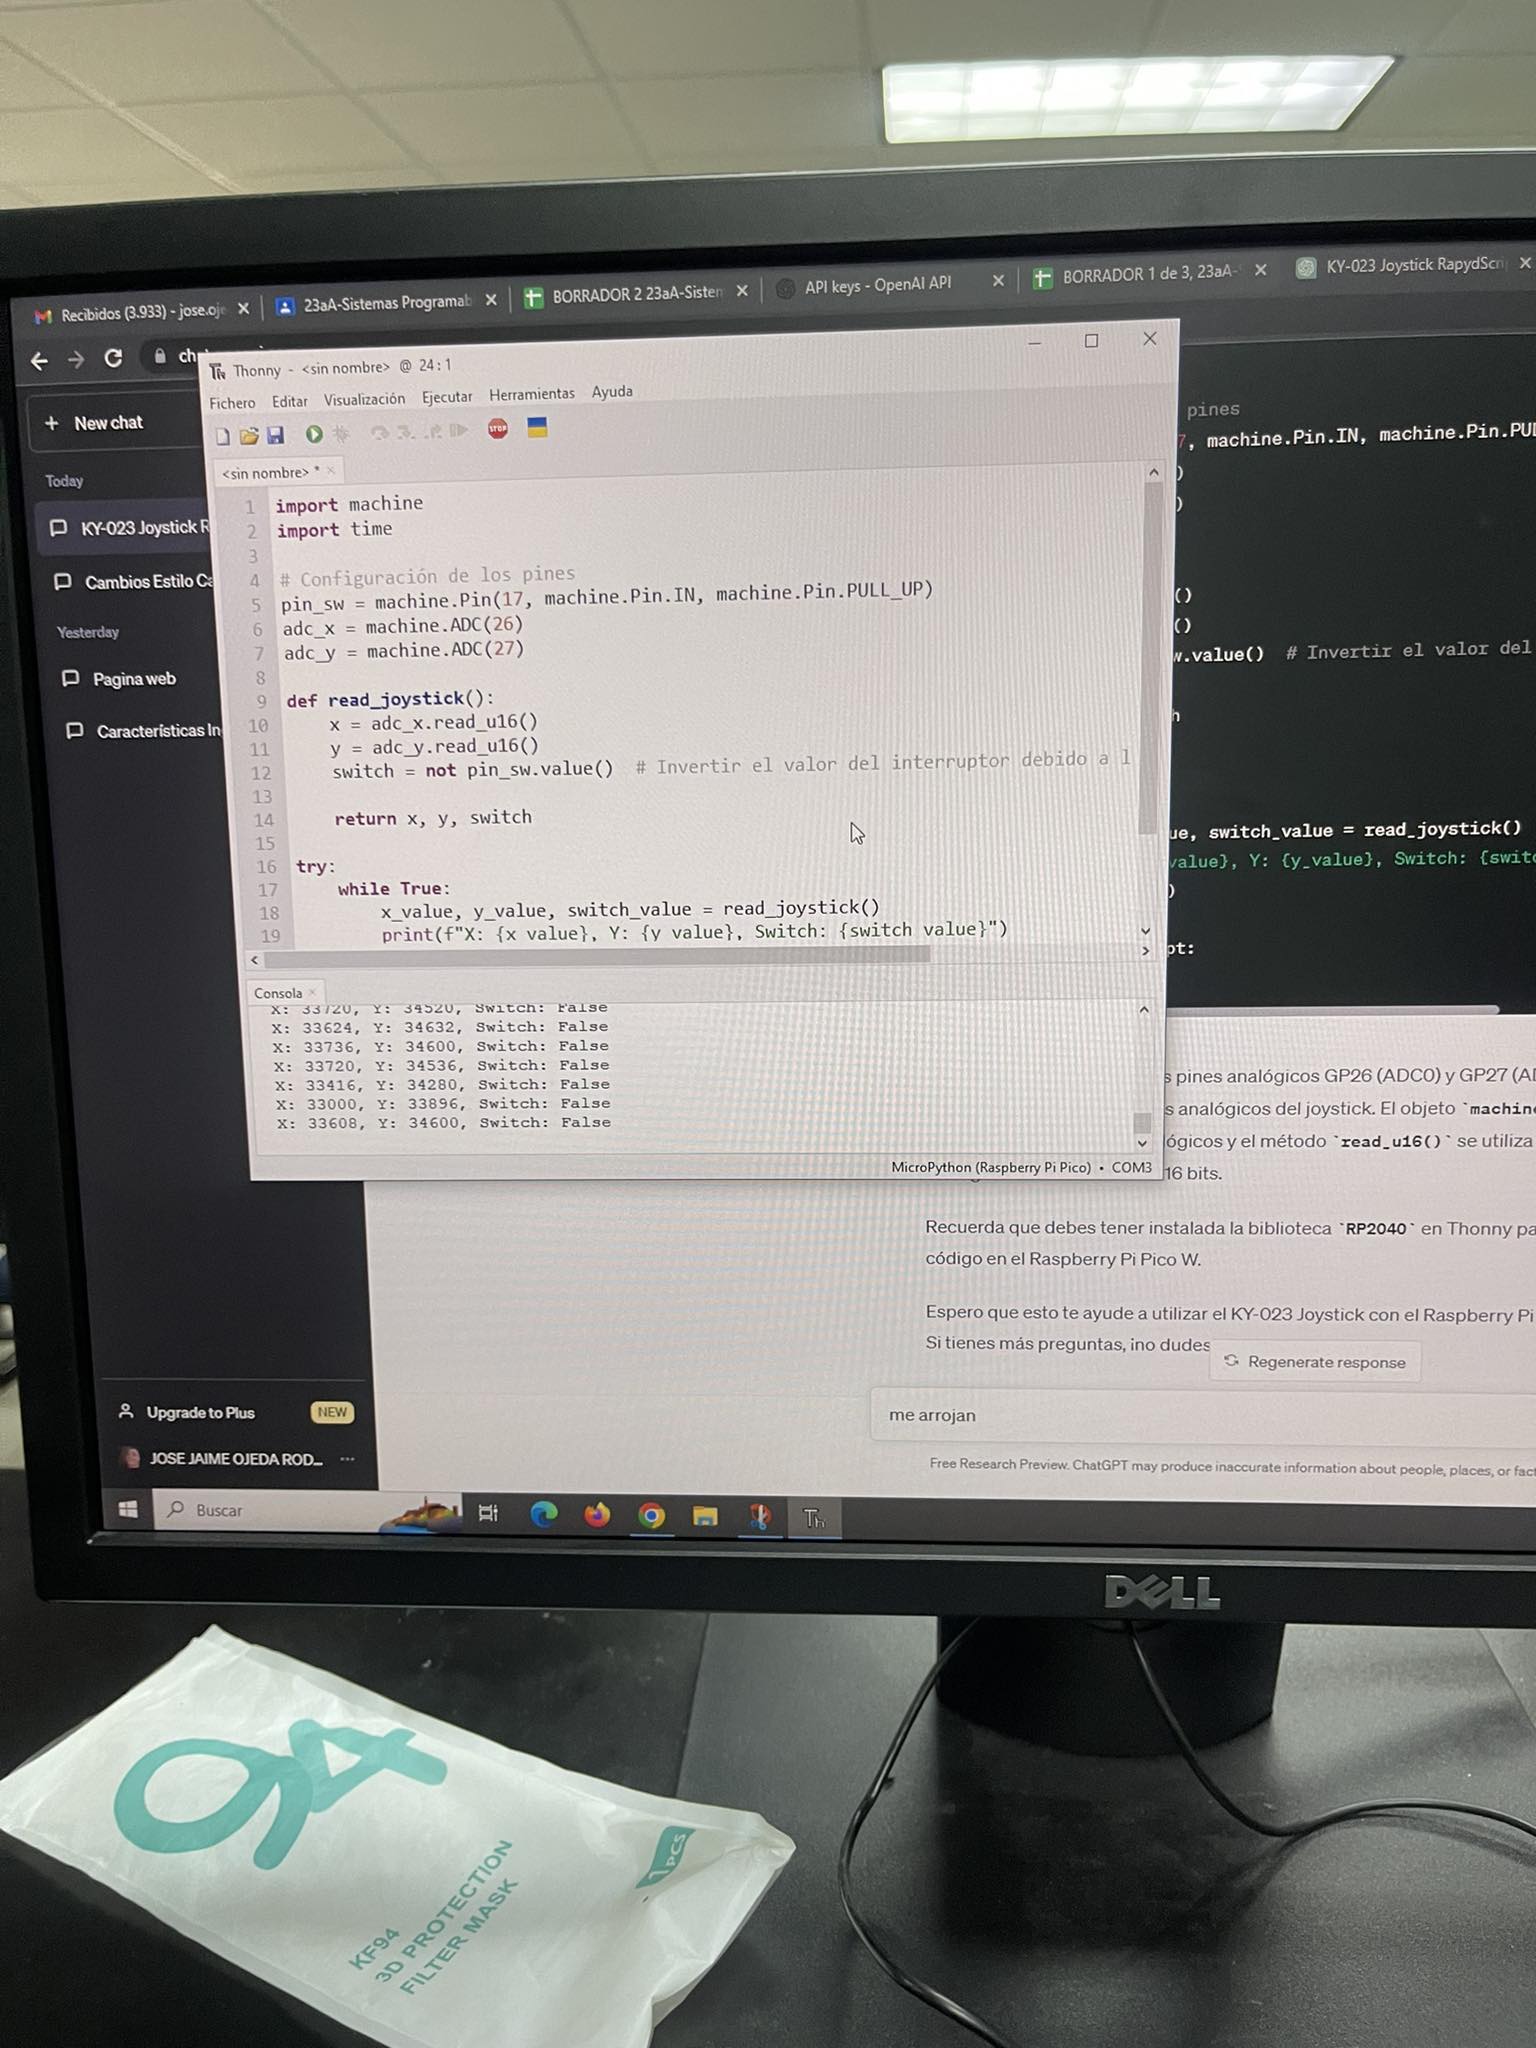 Recibidos (3.933) - jose.oje
23aA-Sistemas Programab
BORRADOR 2 23aA-Sistem
API keys - OpenAI API
BORRADOR 1 de 3, 23aA-
KY-023 Joystick RapydScri
Thonny - <sin nombre> @ 24:1
Fichero Editar Visualización Ejecutar Herramientas Ayuda
STOP
<sin nombre> *
1 import machine
2 import time
3
4 # Configuración de los pines
5 pin_sw = machine.Pin(17, machine.Pin.IN, machine.Pin.PULL_UP)
6 adc_x = machine.ADC(26)
7 adc_y = machine.ADC(27)
8
9 def read_joystick():
10 x = adc_x.read_u16()
11 y = adc_y.read_u16()
12 switch = not pin_sw.value() # Invertir el valor del interruptor debido a l
13
14 return x, y, switch
15
16 try:
17 while True:
18 x_value, y_value, switch_value = read_joystick()
19 print(f"X: {x value}, Y: {y value}, Switch: {switch value}")
Consola
X: 33720, Y: 34520, Switch: False
X: 33624, Y: 34632, Switch: False
X: 33736, Y: 34600, Switch: False
X: 33720, Y: 34536, Switch: False
X: 33416, Y: 34280, Switch: False
X: 33000, Y: 33896, Switch: False
X: 33608, Y: 34600, Switch: False
MicroPython (Raspberry Pi Pico) • COM3
+ New chat
Today
KY-023 Joystick R
Cambios Estilo Ca
Yesterday
Pagina web
Características In
Upgrade to Plus NEW
JOSE JAIME OJEDA ROD... ...
pines
7, machine.Pin.IN, machine.Pin.PUL
)
)
()
()
w.value() # Invertir el valor del
h
ue, switch_value = read_joystick()
value}, Y: {y_value}, Switch: {switc
)
pt:
s pines analógicos GP26 (ADC0) y GP27 (AD
s analógicos del joystick. El objeto `machine
ógicos y el método `read_u16()` se utiliza
16 bits.
Recuerda que debes tener instalada la biblioteca `RP2040` en Thonny pa
código en el Raspberry Pi Pico W.
Espero que esto te ayude a utilizar el KY-023 Joystick con el Raspberry Pi
Si tienes más preguntas, ¡no dudes
Regenerate response
me arrojan
Free Research Preview. ChatGPT may produce inaccurate information about people, places, or fact
Buscar
DELL
94
KF94
3D PROTECTION
FILTER MASK
1 PCS